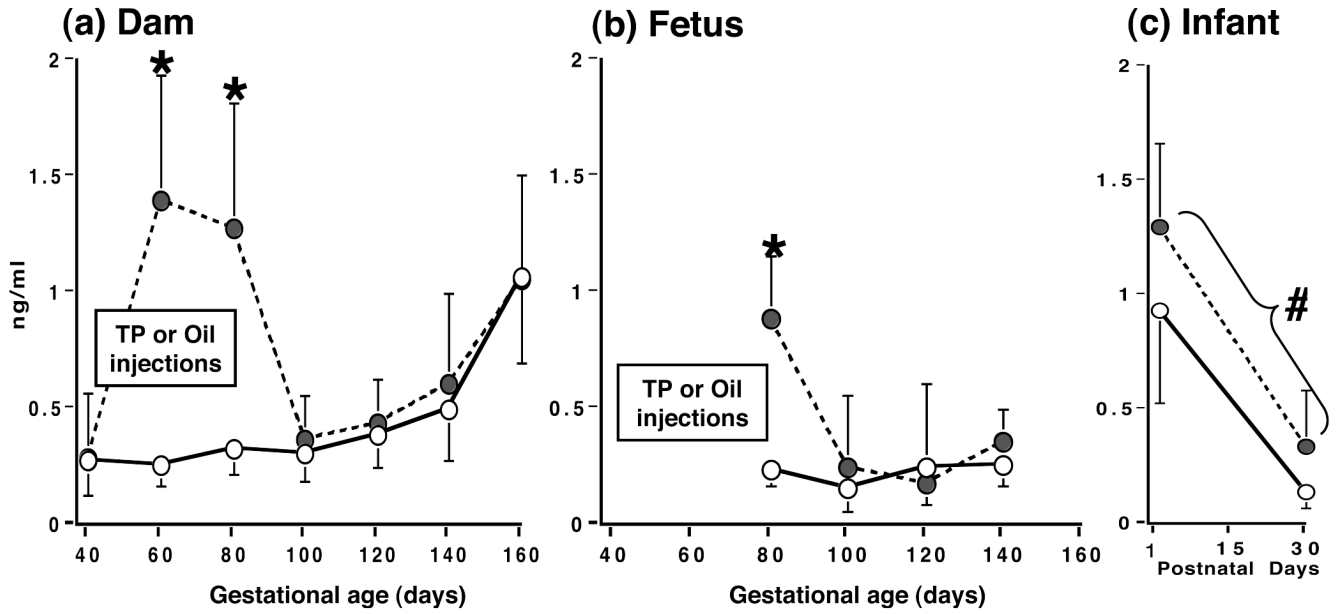 (a) Dam
(b) Fetus
(c) Infant
ng/ml
2
1.5
1
0.5
0
*
*
TP or Oil
injections
40 60 80 100 120 140 160
Gestational age (days)
2
1.5
1
0.5
0
*
TP or Oil
injections
40 60 80 100 120 140 160
Gestational age (days)
2
1.5
1
0.5
0
#
1 15 30
Postnatal Days